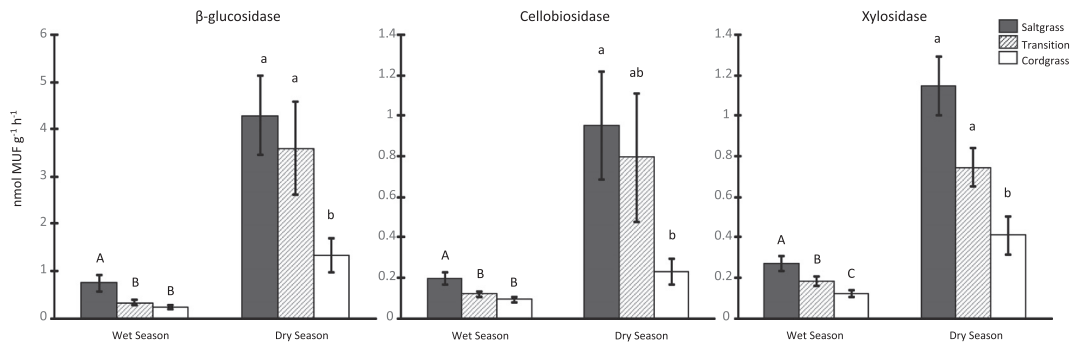 β-glucosidase
nmol MUF g⁻¹ h⁻¹
6
5
4
3
2
1
0
A
B
B
a
a
b
Wet Season
Dry Season
Cellobiosidase
1.4
1.2
1
0.8
0.6
0.4
0.2
0
A
B
B
a
ab
b
Wet Season
Dry Season
Xylosidase
1.4
1.2
1
0.8
0.6
0.4
0.2
0
A
B
C
a
a
b
Wet Season
Dry Season
Saltgrass
Transition
Cordgrass